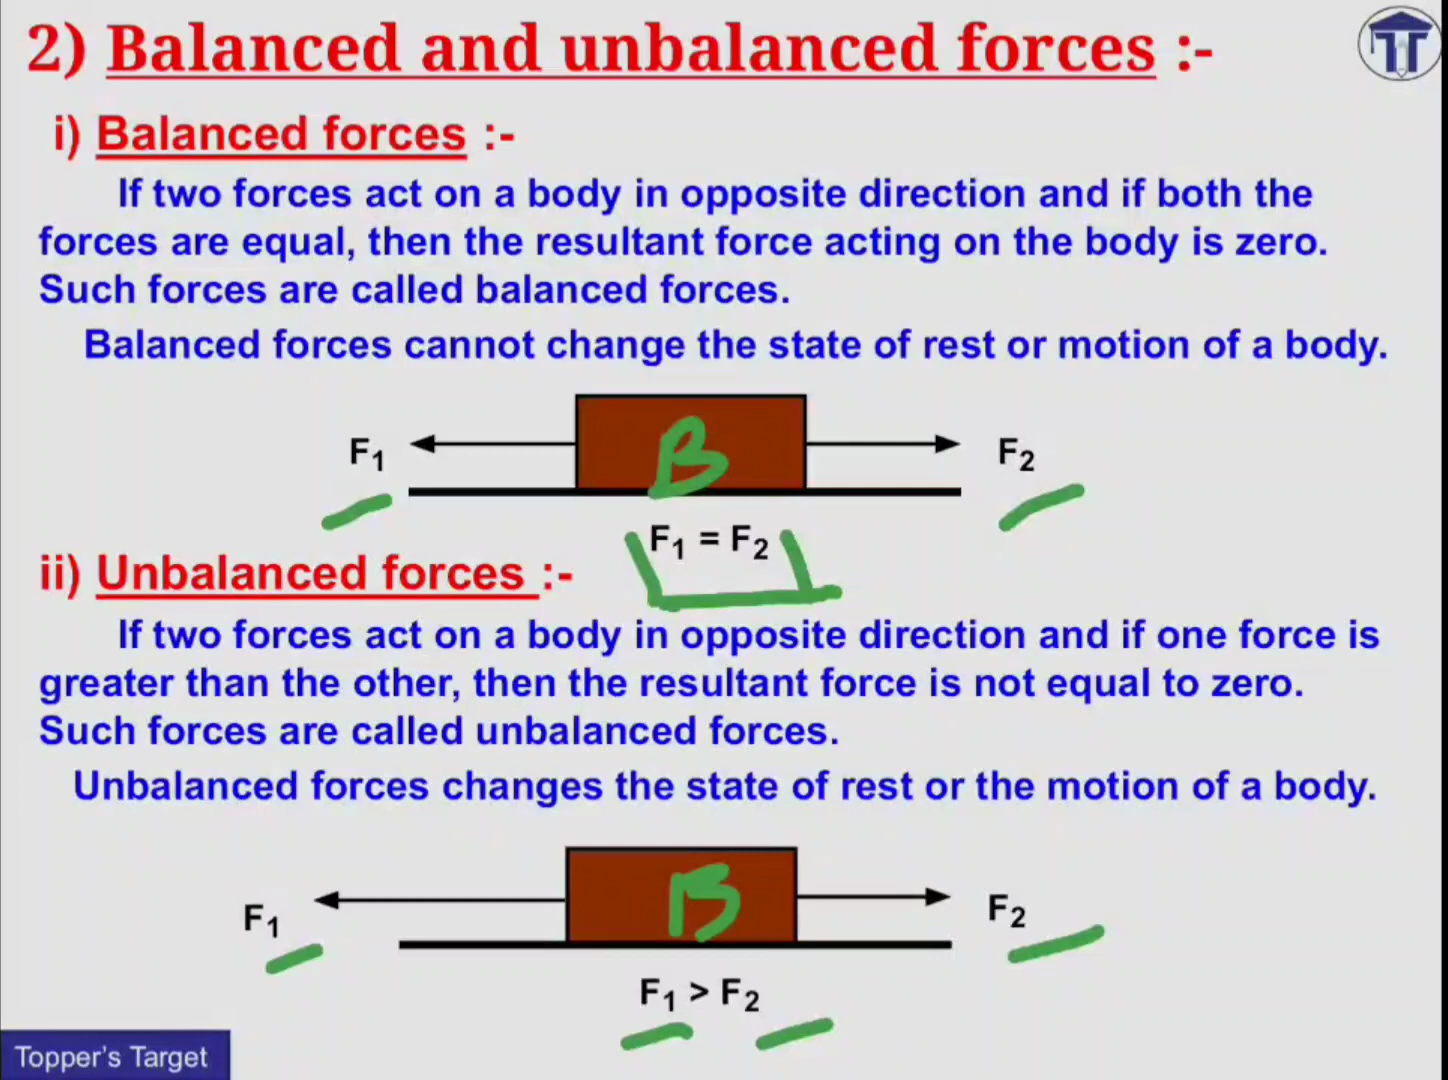 2) Balanced and unbalanced forces :-
i) Balanced forces :-
If two forces act on a body in opposite direction and if both the
forces are equal, then the resultant force acting on the body is zero.
Such forces are called balanced forces.
Balanced forces cannot change the state of rest or motion of a body.
B
F₁ F₂
F₁ = F₂
ii) Unbalanced forces :-
If two forces act on a body in opposite direction and if one force is
greater than the other, then the resultant force is not equal to zero.
Such forces are called unbalanced forces.
Unbalanced forces changes the state of rest or the motion of a body.
B
F₁ F₂
F₁ > F₂
Topper's Target